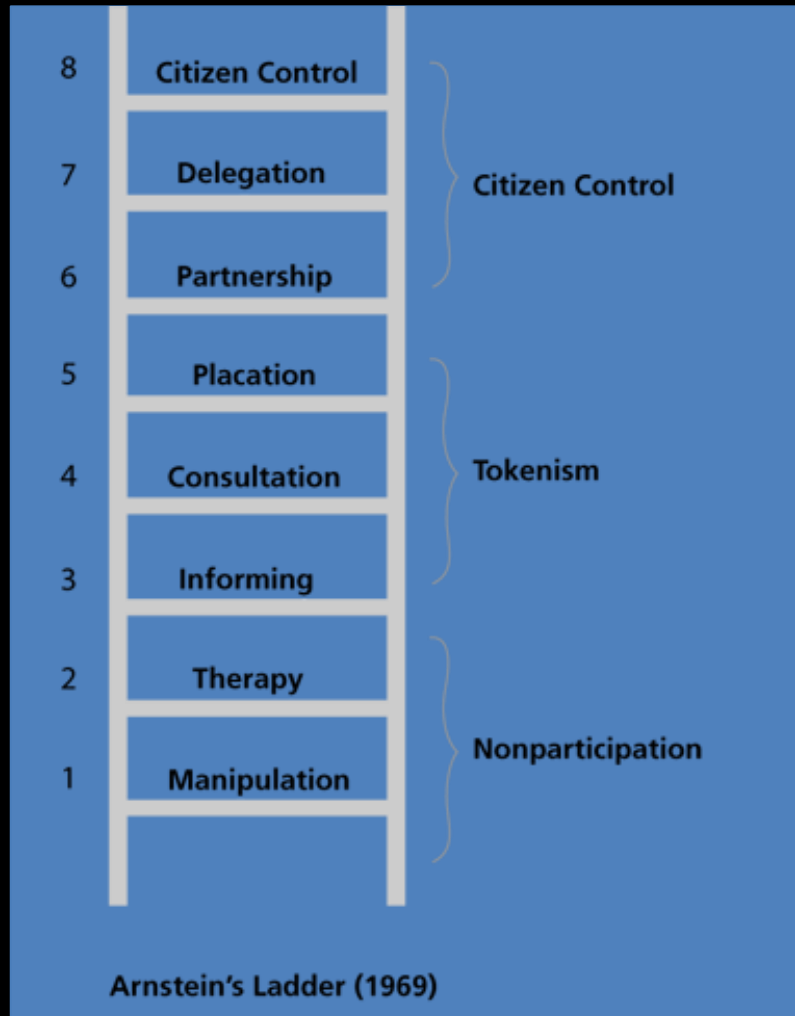 8 Citizen Control
7 Delegation
Citizen Control
6 Partnership
5 Placation
4 Consultation
Tokenism
3 Informing
2 Therapy
Nonparticipation
1 Manipulation
Arnstein's Ladder (1969)